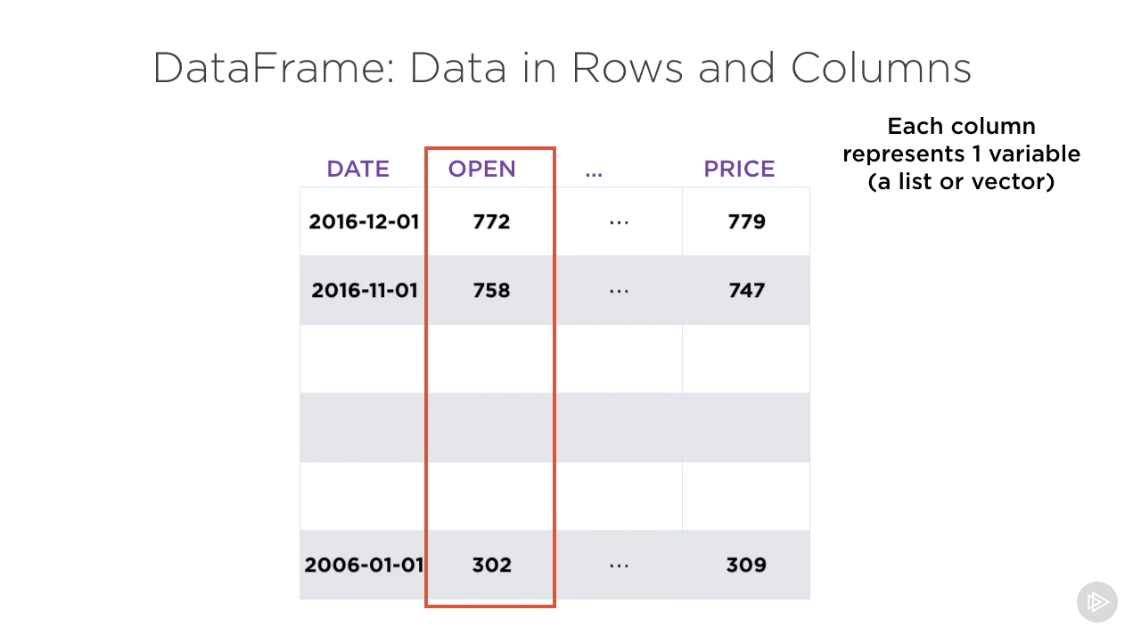 DataFrame: Data in Rows and Columns
Each column
represents 1 variable
(a list or vector)
DATE OPEN ... PRICE
2016-12-01 772 ... 779
2016-11-01 758 ... 747
2006-01-01 302 ... 309